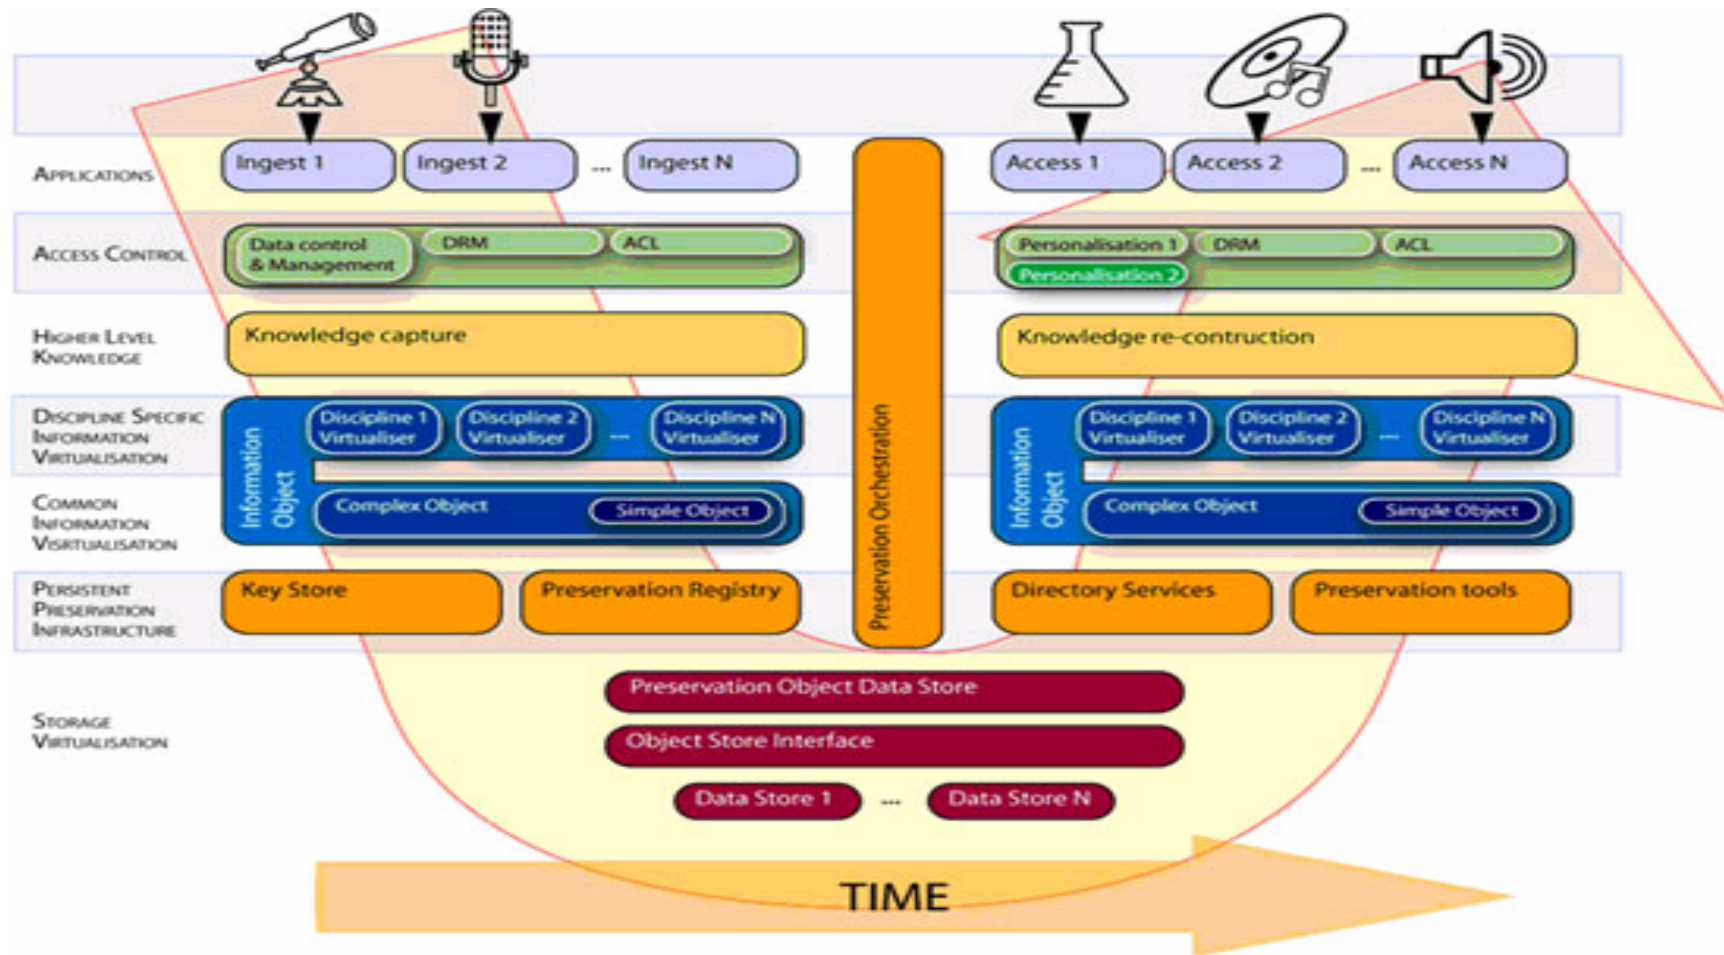 APPLICATIONS
Ingest 1
Ingest 2
...
Ingest N
Access 1
Access 2
...
Access N
ACCESS CONTROL
Data control
& Management
DRM
ACL
Personalisation 1
Personalisation 2
DRM
ACL
HIGHER LEVEL
KNOWLEDGE
Knowledge capture
Knowledge re-contruction
DISCIPLINE SPECIFIC
INFORMATION
VIRTUALISATION
Information
Object
Discipline 1
Virtualiser
Discipline 2
Virtualiser
...
Discipline N
Virtualiser
Preservation Orchestration
Information
Object
Discipline 1
Virtualiser
Discipline 2
Virtualiser
...
Discipline N
Virtualiser
COMMON
INFORMATION
VISRTUALISATION
Complex Object
Simple Object
Complex Object
Simple Object
PERSISTENT
PRESERVATION
INFRASTRUCTURE
Key Store
Preservation Registry
Directory Services
Preservation tools
STORAGE
VIRTUALISATION
Preservation Object Data Store
Object Store Interface
Data Store 1
...
Data Store N
TIME